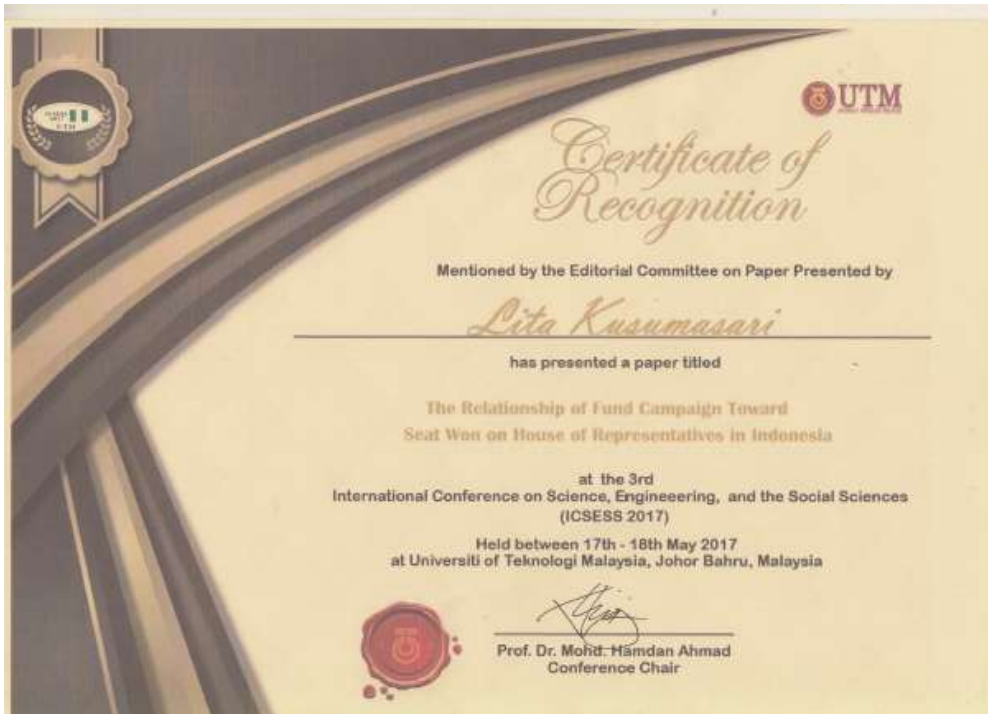 ICSESS
2017
UTM
UTM
Certificate of
Recognition
Mentioned by the Editorial Committee on Paper Presented by
Lita Kusumasari
has presented a paper titled
The Relationship of Fund Campaign Toward
Seat Won on House of Representatives in Indonesia
at the 3rd
International Conference on Science, Engineeering, and the Social Sciences
(ICSESS 2017)
Held between 17th - 18th May 2017
at Universiti of Teknologi Malaysia, Johor Bahru, Malaysia
Prof. Dr. Mohd. Hamdan Ahmad
Conference Chair